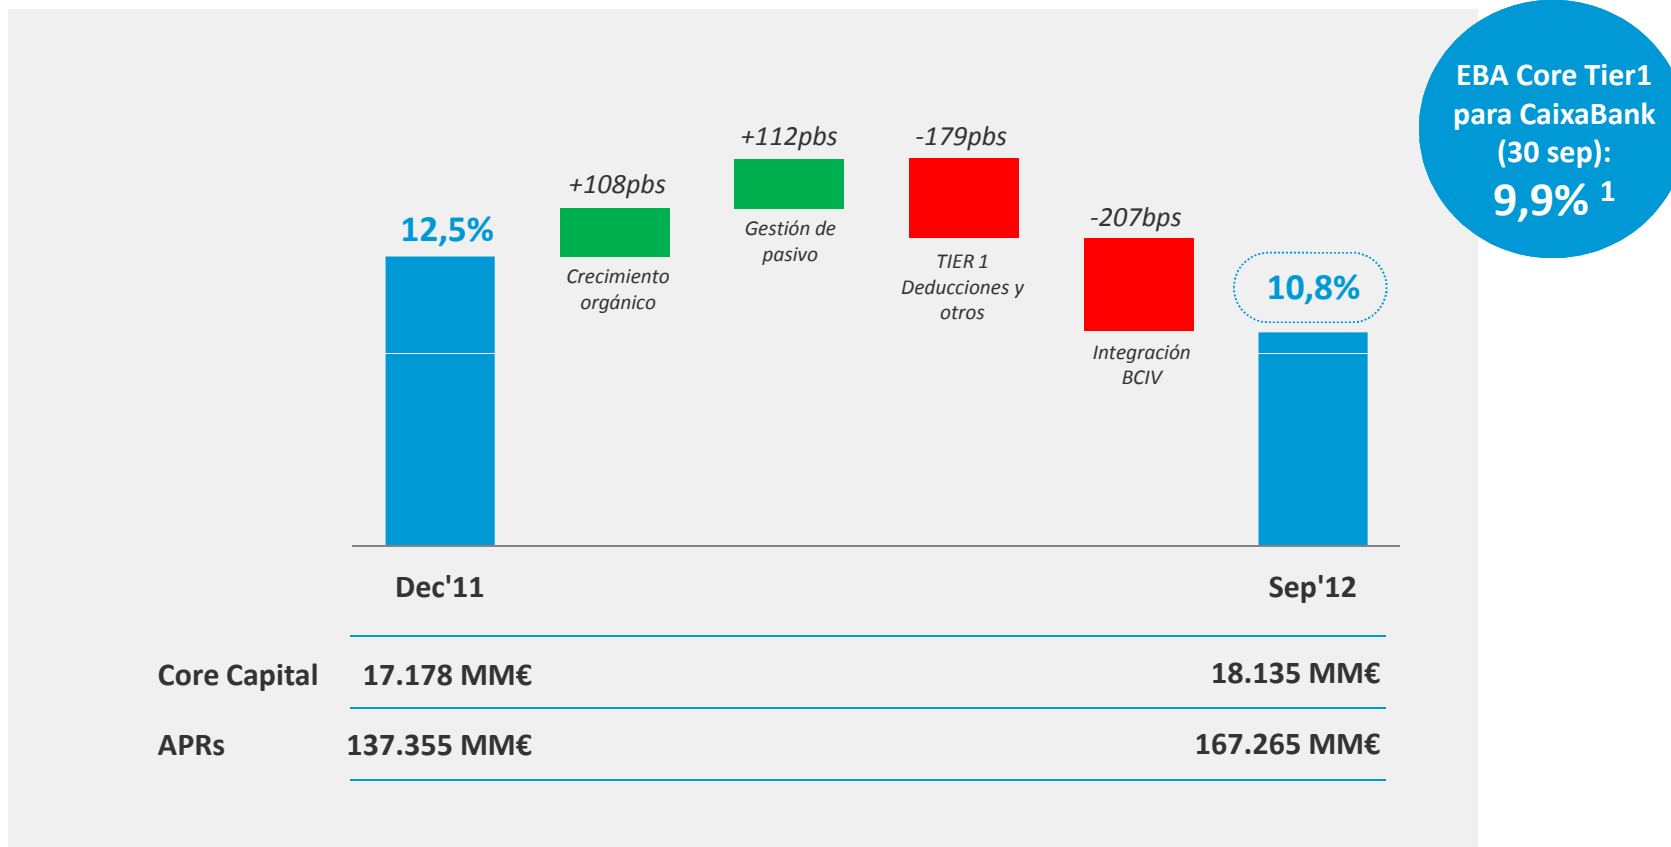 EBA Core Tier1
para CaixaBank
(30 sep):
9,9% 1
12,5%
+108pbs
Crecimiento
orgánico
+112pbs
Gestión de
pasivo
-179pbs
TIER 1
Deducciones y
otros
-207bps
Integración
BCIV
10,8%
Dec'11
Sep'12
Core Capital 17.178 MM€ 18.135 MM€
APRs 137.355 MM€ 167.265 MM€